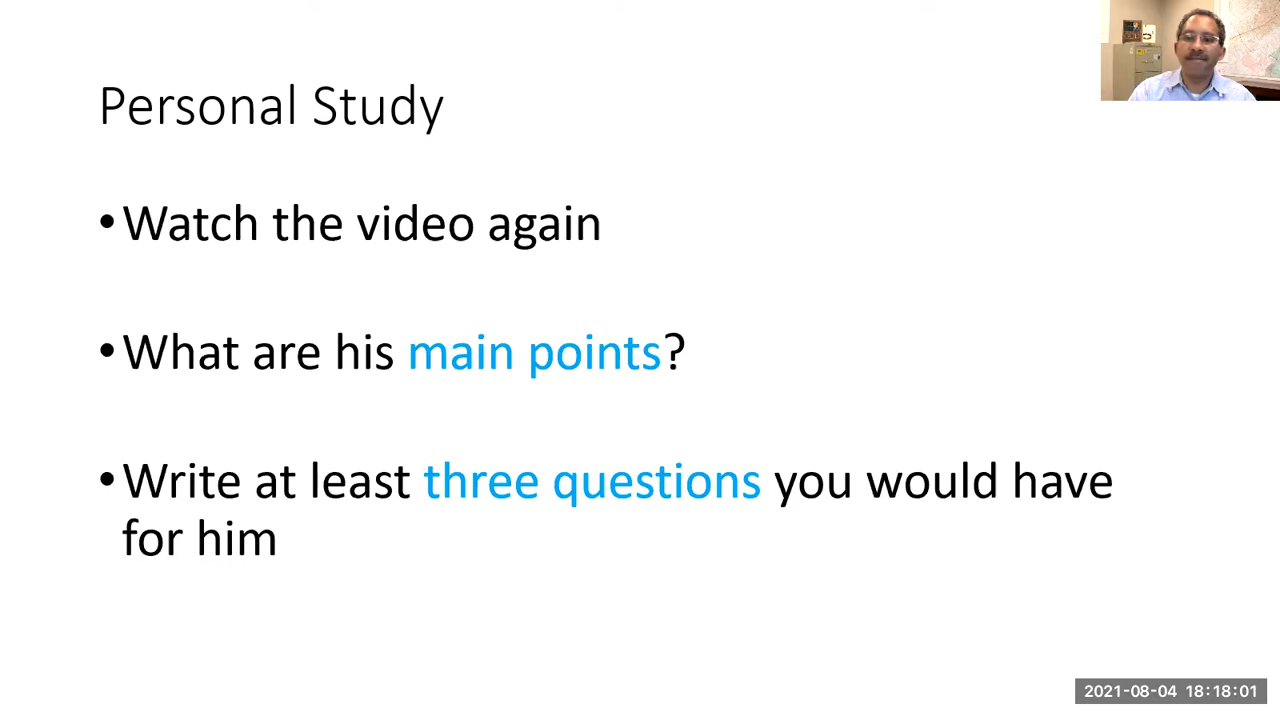 Personal Study
•Watch the video again
•What are his main points?
•Write at least three questions you would have
for him
2021-08-04 18:18:01